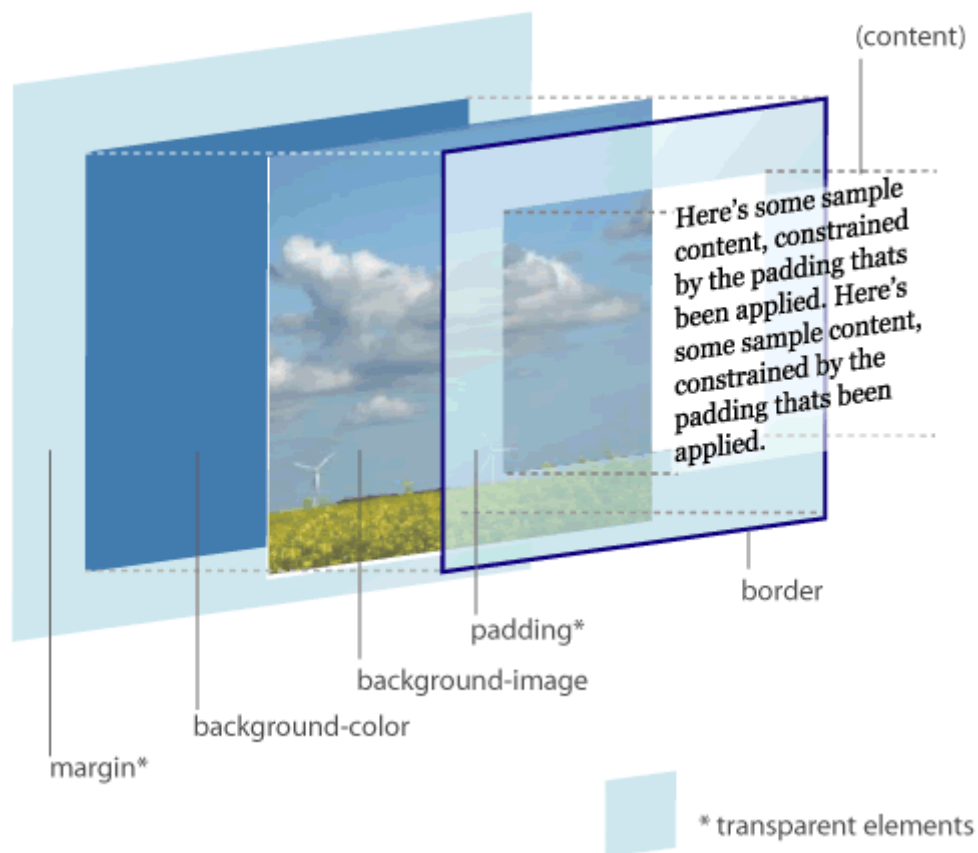 (content)
Here’s some sample
content, constrained
by the padding thats
been applied. Here’s
some sample content,
constrained by the
padding thats been
applied.
border
padding*
background-image
background-color
margin*
* transparent elements